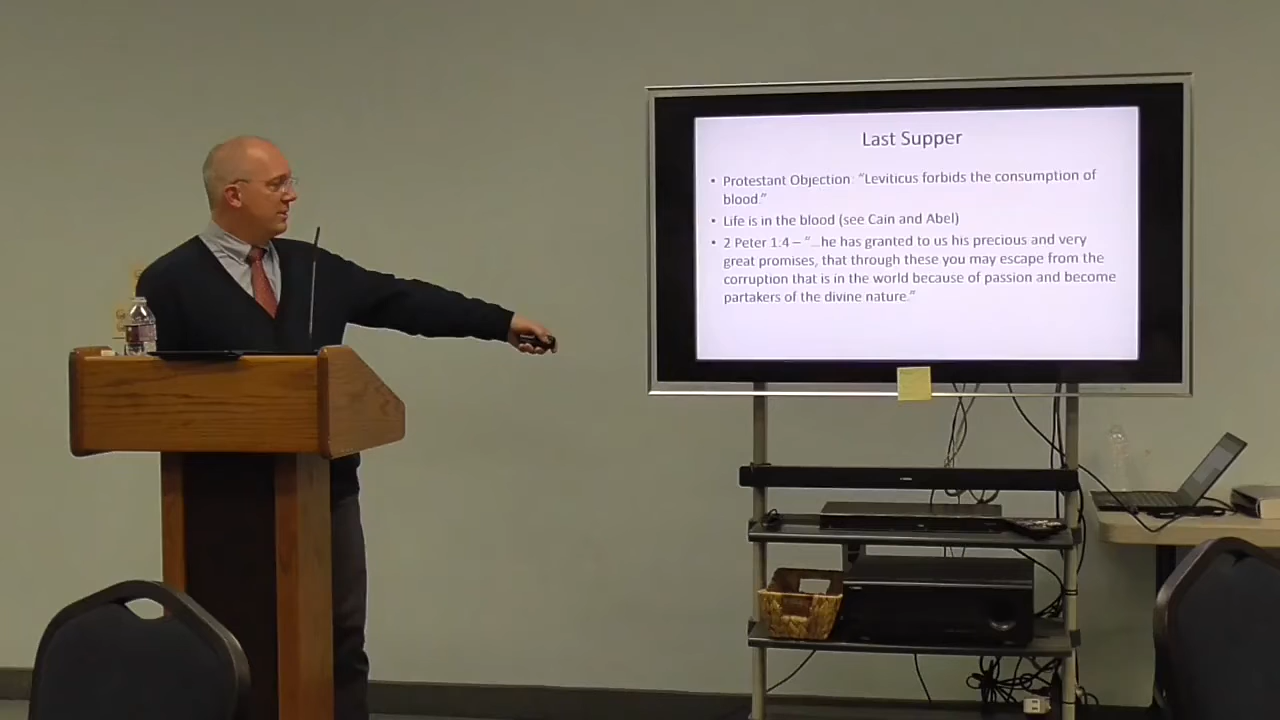 Last Supper
• Protestant Objection: "Leviticus forbids the consumption of
blood."
• Life is in the blood (see Cain and Abel)
• 2 Peter 1:4 – "…he has granted to us his precious and very
great promises, that through these you may escape from the
corruption that is in the world because of passion and become
partakers of the divine nature."